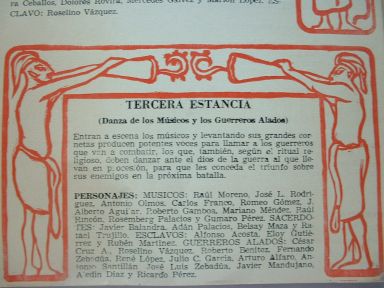 ra Ceballos, Dolores Rovira, Mercedes Gálvez y Marión López. ES-
CLAVO: Roselino Vázquez.
TERCERA ESTANCIA
(Danza de los Músicos y los Guerreros Alados)
Entran a escena los músicos y levantando sus grandes cor-
netas producen potentes voces para llamar a los guerreros
que van a combatir, los que, también, según el ritual re-
ligioso, deben danzar ante el dios de la guerra al que lle-
van en procesión, para que les conceda el triunfo sobre
sus enemigos en la próxima batalla.
PERSONAJES: MUSICOS: Raúl Moreno, José L. Rodrí-
guez, Antonio Olmos, Carlos Franco, Romeo Gómez, J.
Alberto Aguilar, Roberto Gamboa, Mariano Méndez, Raúl
Rincón, Rosemberg Palacios y Gumaro Pérez. SACERDO-
TES: Javier Balandra, Adán Palacios, Belsay Maza y Ra-
fael Trujillo. ESCLAVOS: Alfonso Acosta, Eloy Gutié-
rrez y Rubén Martínez. GUERREROS ALADOS: César
Cruz A., Roselino Vázquez, Roberto Benítez, Fernando
Zebadúa, René López, Julio C. García, Arturo Alfaro, An-
tonio Santillán José Luis Zebadúa, Javier Mandujano,
Aledín Díaz y Ricardo Pérez.